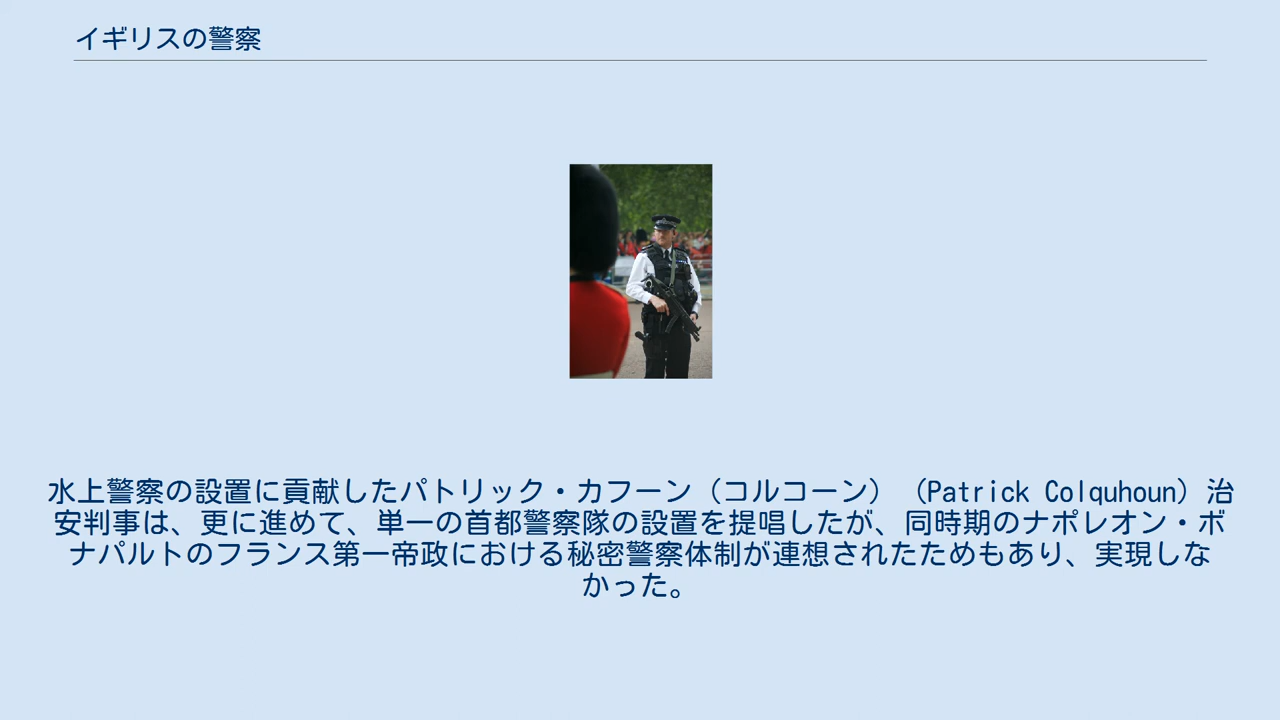 イギリスの警察
水上警察の設置に貢献したパトリック・カフーン（コルコーン）（Patrick Colquhoun）治
安判事は、更に進めて、単一の首都警察隊の設置を提唱したが、同時期のナポレオン・ボ
ナパルトのフランス第一帝政における秘密警察体制が連想されたためもあり、実現しな
かった。